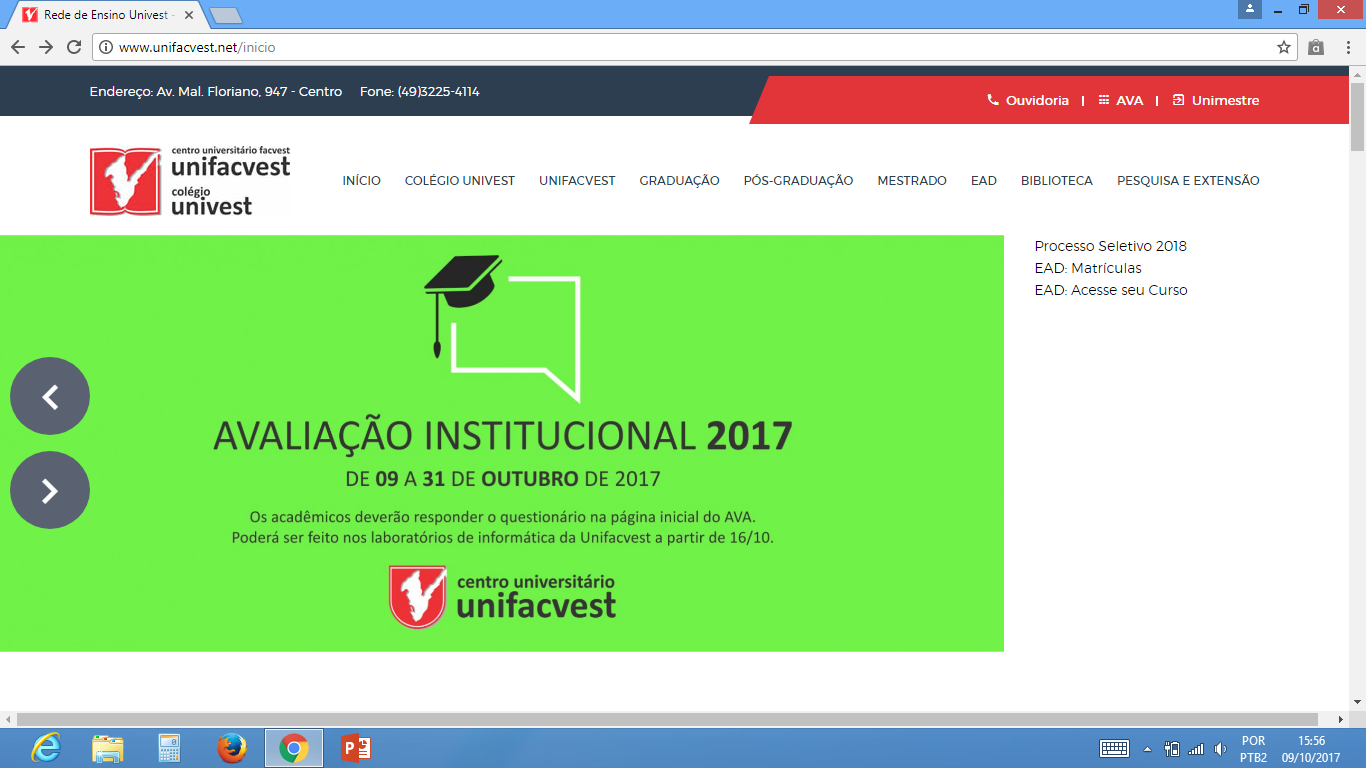 Rede de Ensino Univest -
www.unifacvest.net/inicio
Endereço: Av. Mal. Floriano, 947 - Centro Fone: (49)3225-4114
Ouvidoria | AVA | Unimestre
centro universitário facvest
unifacvest
colégio
univest
INÍCIO COLÉGIO UNIVEST UNIFACVEST GRADUAÇÃO PÓS-GRADUAÇÃO MESTRADO EAD BIBLIOTECA PESQUISA E EXTENSÃO
Processo Seletivo 2018
EAD: Matrículas
EAD: Acesse seu Curso
AVALIAÇÃO INSTITUCIONAL 2017
DE 09 A 31 DE OUTUBRO DE 2017
Os acadêmicos deverão responder o questionário na página inicial do AVA.
Poderá ser feito nos laboratórios de informática da Unifacvest a partir de 16/10.
centro universitário
unifacvest
POR
PTB2
15:56
09/10/2017